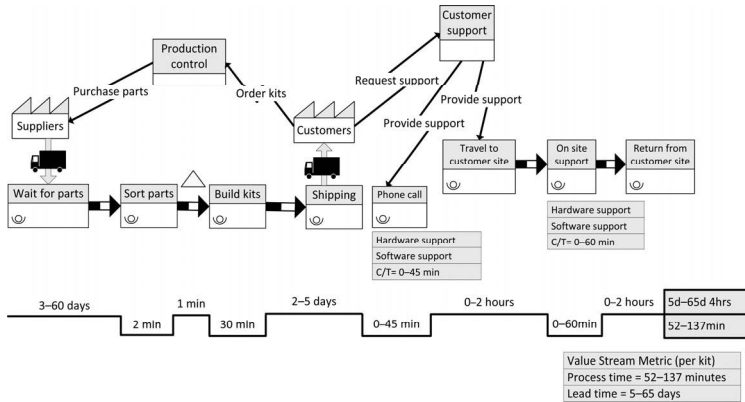 Customer
support
Production
control
Purchase parts
Order kits
Request support
Provide support
Provide support
Suppliers
Customers
Travel to
customer site
On site
support
Return from
customer site
Wait for parts
Sort parts
Build kits
Shipping
Phone call
Hardware support
Software support
C/T= 0–45 min
Hardware support
Software support
C/T= 0–60 min
3–60 days
1 min
2–5 days
0–2 hours
0–2 hours
5d–65d 4hrs
2 min
30 min
0–45 min
0–60min
52–137min
Value Stream Metric (per kit)
Process time = 52–137 minutes
Lead time = 5–65 days